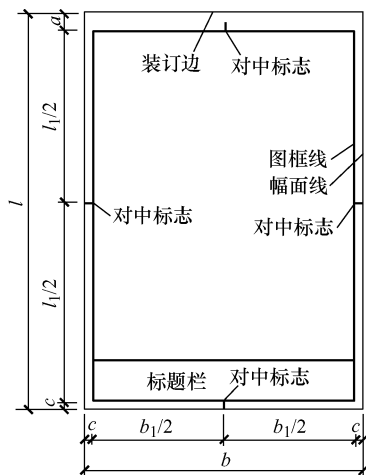 a
装订边
对中标志
l₁/2
图框线
幅面线
l
对中标志
对中标志
l₁/2
标题栏
对中标志
c
c
b₁/2
b₁/2
c
b